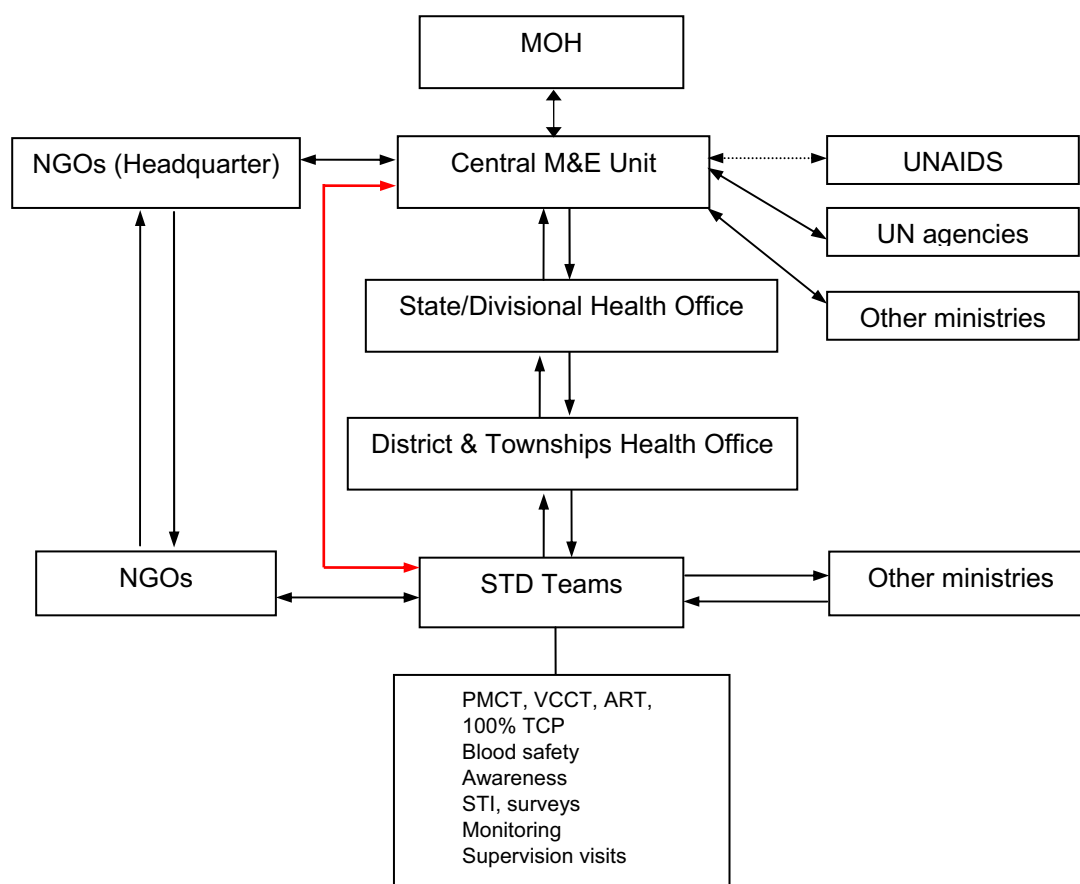 MOH
NGOs (Headquarter)
Central M&E Unit
UNAIDS
UN agencies
Other ministries
State/Divisional Health Office
District & Townships Health Office
NGOs
STD Teams
Other ministries
PMCT, VCCT, ART,
100% TCP
Blood safety
Awareness
STI, surveys
Monitoring
Supervision visits